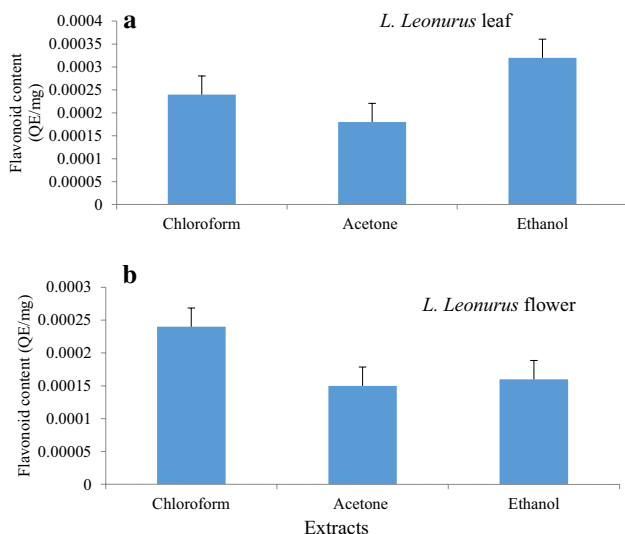 a
L. Leonurus leaf
Flavonoid content
(QE/mg)
0.0004
0.00035
0.0003
0.00025
0.0002
0.00015
0.0001
0.00005
0
Chloroform
Acetone
Ethanol
b
L. Leonurus flower
Flavonoid content (QE/mg)
0.0003
0.00025
0.0002
0.00015
0.0001
0.00005
0
Chloroform
Acetone
Ethanol
Extracts